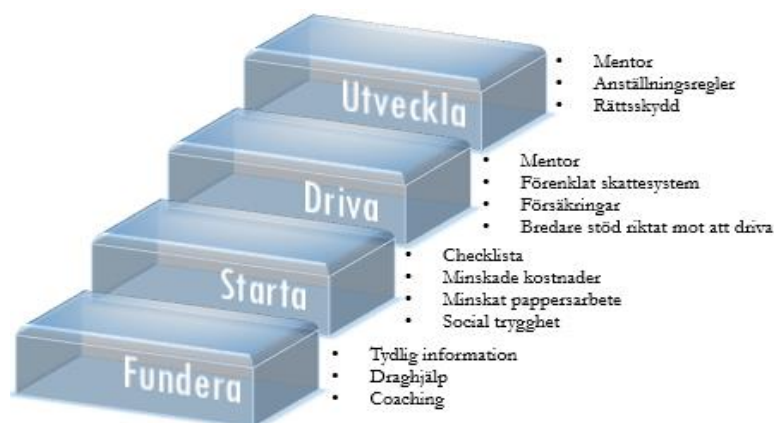 Utveckla
• Mentor
• Anställningsregler
• Rättsskydd
Driva
• Mentor
• Förenklat skattesystem
• Försäkringar
• Bredare stöd riktat mot att driva
Starta
• Checklista
• Minskade kostnader
• Minskat pappersarbete
• Social trygghet
Fundera
• Tydlig information
• Draghjälp
• Coaching